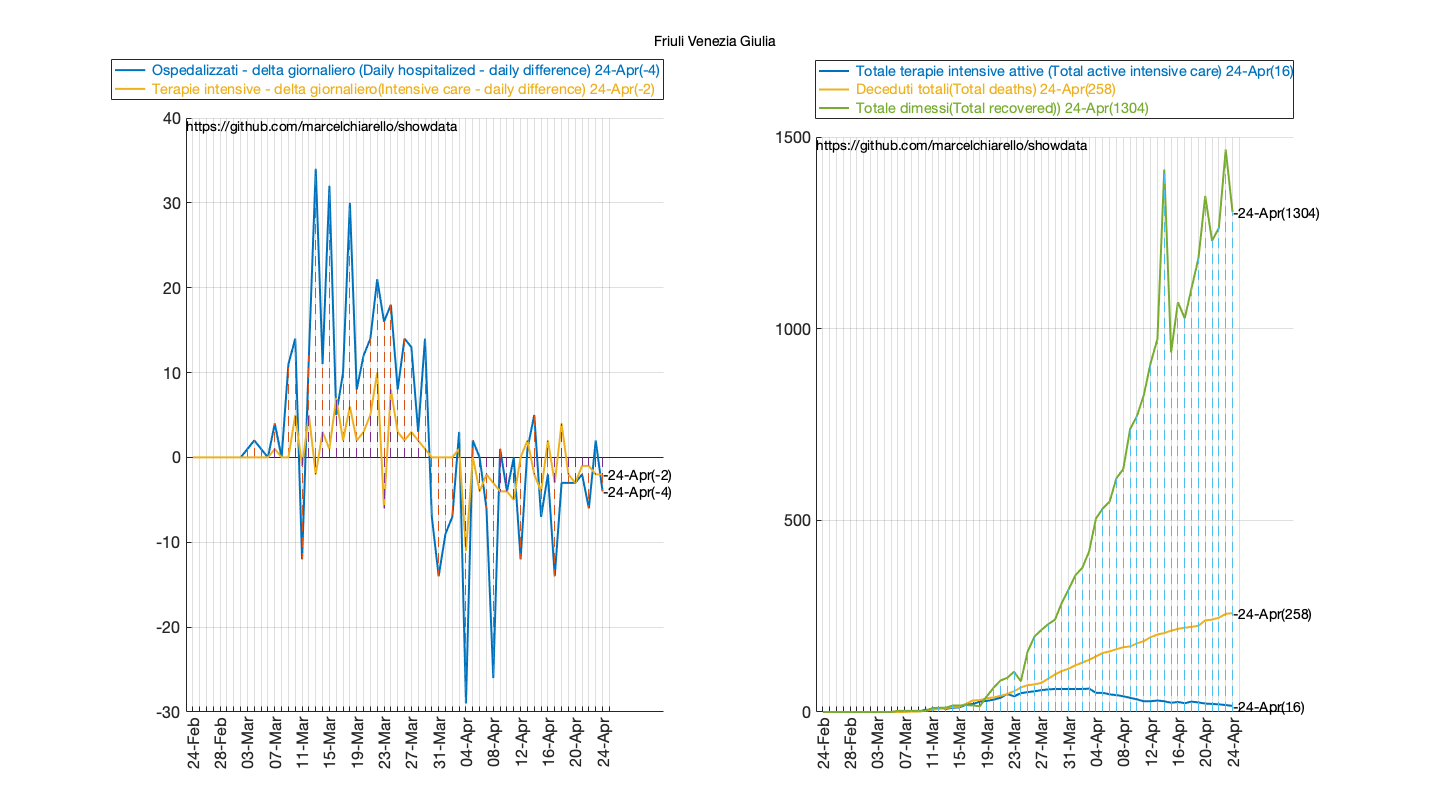 Friuli Venezia Giulia
Ospedalizzati - delta giornaliero (Daily hospitalized - daily difference) 24-Apr(-4)
Terapie intensive - delta giornaliero(Intensive care - daily difference) 24-Apr(-2)
https://github.com/marcelchiarello/showdata
40
30
20
10
0
-10
-20
-30
-24-Apr(-2)
-24-Apr(-4)
24-Feb
28-Feb
03-Mar
07-Mar
11-Mar
15-Mar
19-Mar
23-Mar
27-Mar
31-Mar
04-Apr
08-Apr
12-Apr
16-Apr
20-Apr
24-Apr
Totale terapie intensive attive (Total active intensive care) 24-Apr(16)
Deceduti totali(Total deaths) 24-Apr(258)
Totale dimessi(Total recovered)) 24-Apr(1304)
https://github.com/marcelchiarello/showdata
1500
1000
500
0
-24-Apr(1304)
-24-Apr(258)
-24-Apr(16)
24-Feb
28-Feb
03-Mar
07-Mar
11-Mar
15-Mar
19-Mar
23-Mar
27-Mar
31-Mar
04-Apr
08-Apr
12-Apr
16-Apr
20-Apr
24-Apr